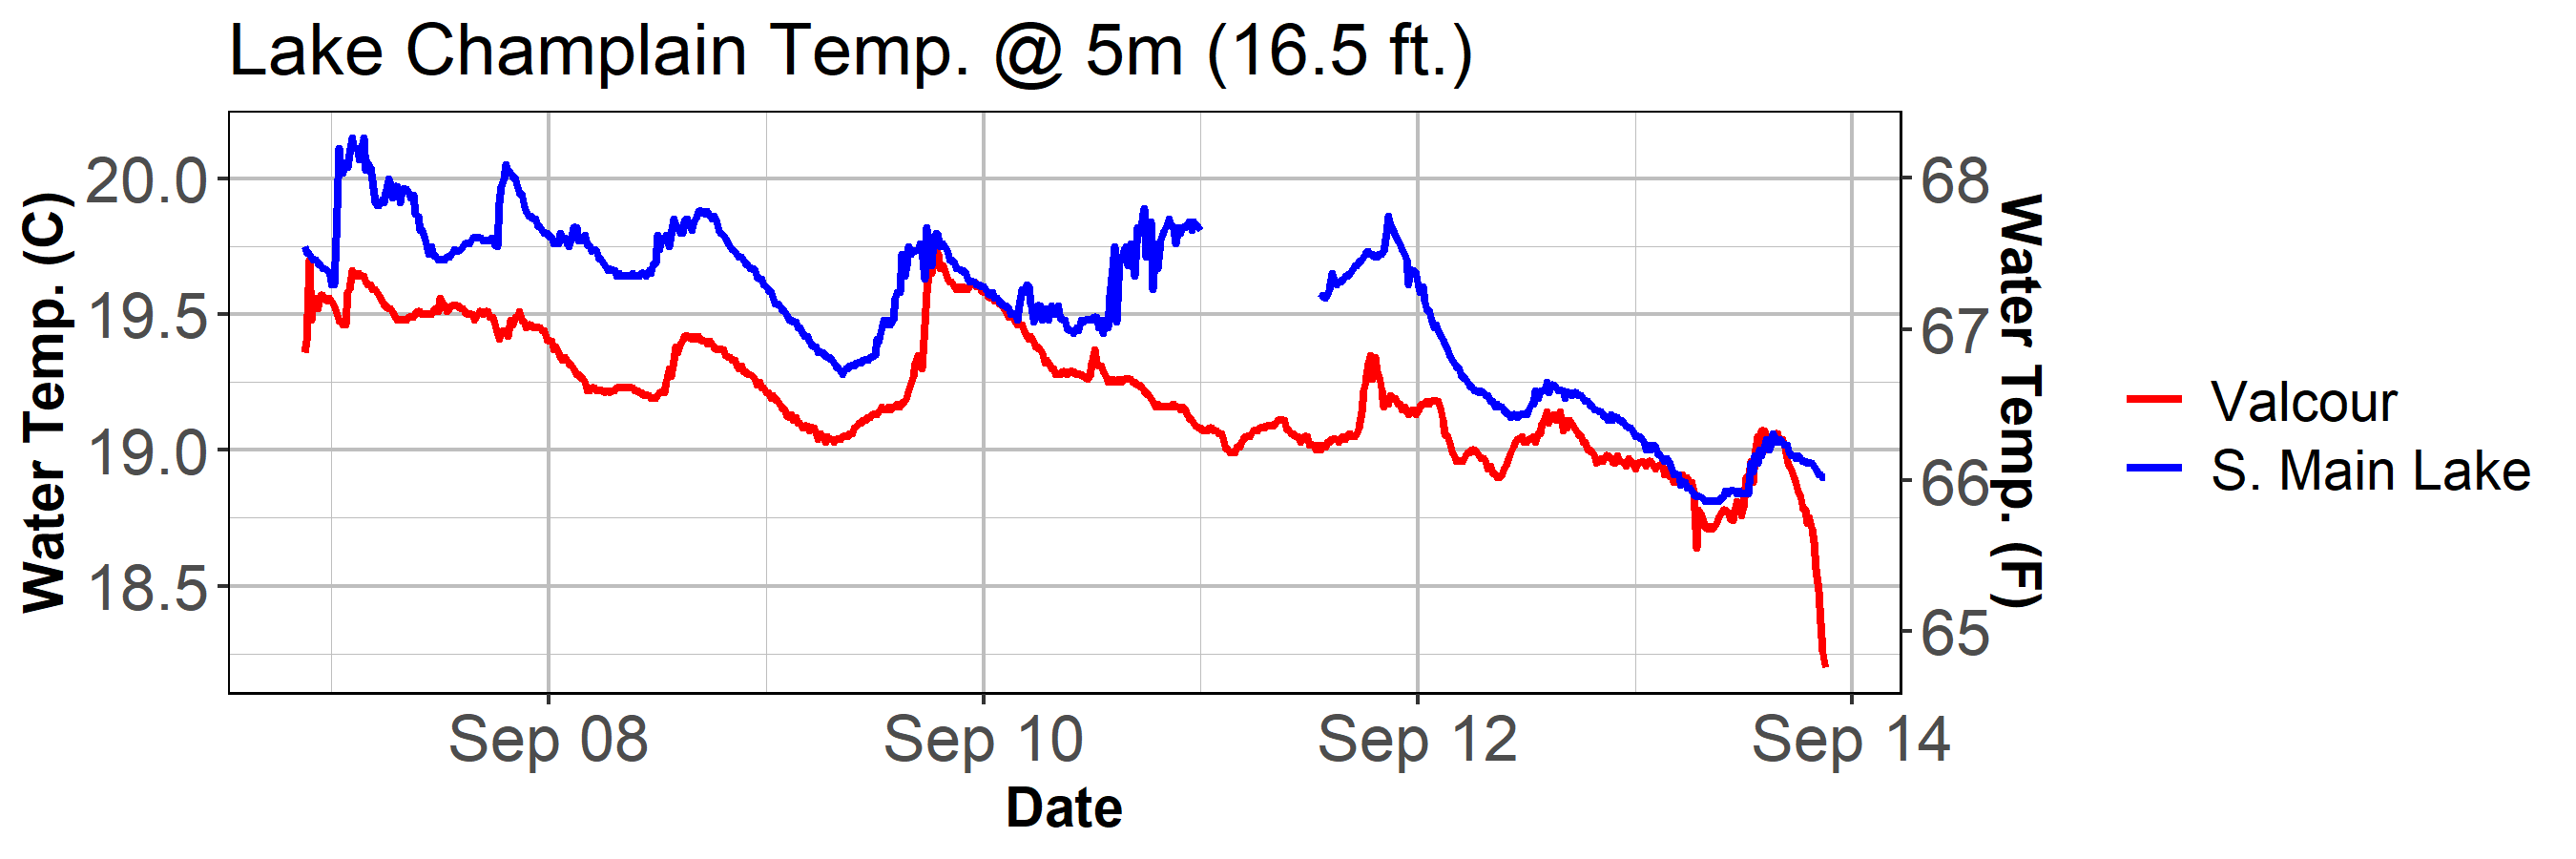 Lake Champlain Temp. @ 5m (16.5 ft.)
Water Temp. (C)
20.0
19.5
19.0
18.5
68
67
66
65
Water Temp. (F)
Sep 08
Sep 10
Sep 12
Sep 14
Date
Valcour
S. Main Lake